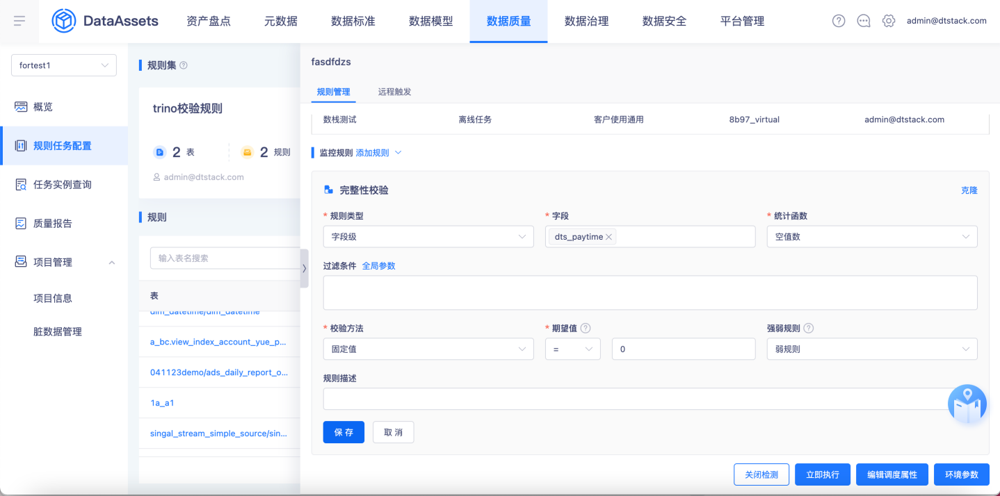 DataAssets 资产盘点 元数据 数据标准 数据模型 数据质量 数据治理 数据安全 平台管理 admin@dtstack.com
fortest1
概览
规则任务配置
任务实例查询
质量报告
项目管理
项目信息
脏数据管理
规则集
trino校验规则
2 表 2 规则
admin@dtstack.com
规则
输入表名搜索
表
dim_datetime/dim_datetime
a_bc.view_index_account_yue_p...
041123demo/ads_daily_report_o...
1a_a1
singal_stream_simple_source/sin...
fasdfdzs
规则管理 远程触发
数栈测试 离线任务 客户使用通用 8b97_virtual admin@dtstack.com
监控规则 添加规则
完整性校验 克隆
* 规则类型 * 字段 * 统计函数
字段级 dts_paytime 空值数
过滤条件 全局参数
* 校验方法 * 期望值 强弱规则
固定值 = 0 弱规则
规则描述
保存 取消
关闭检测 立即执行 编辑调度属性 环境参数